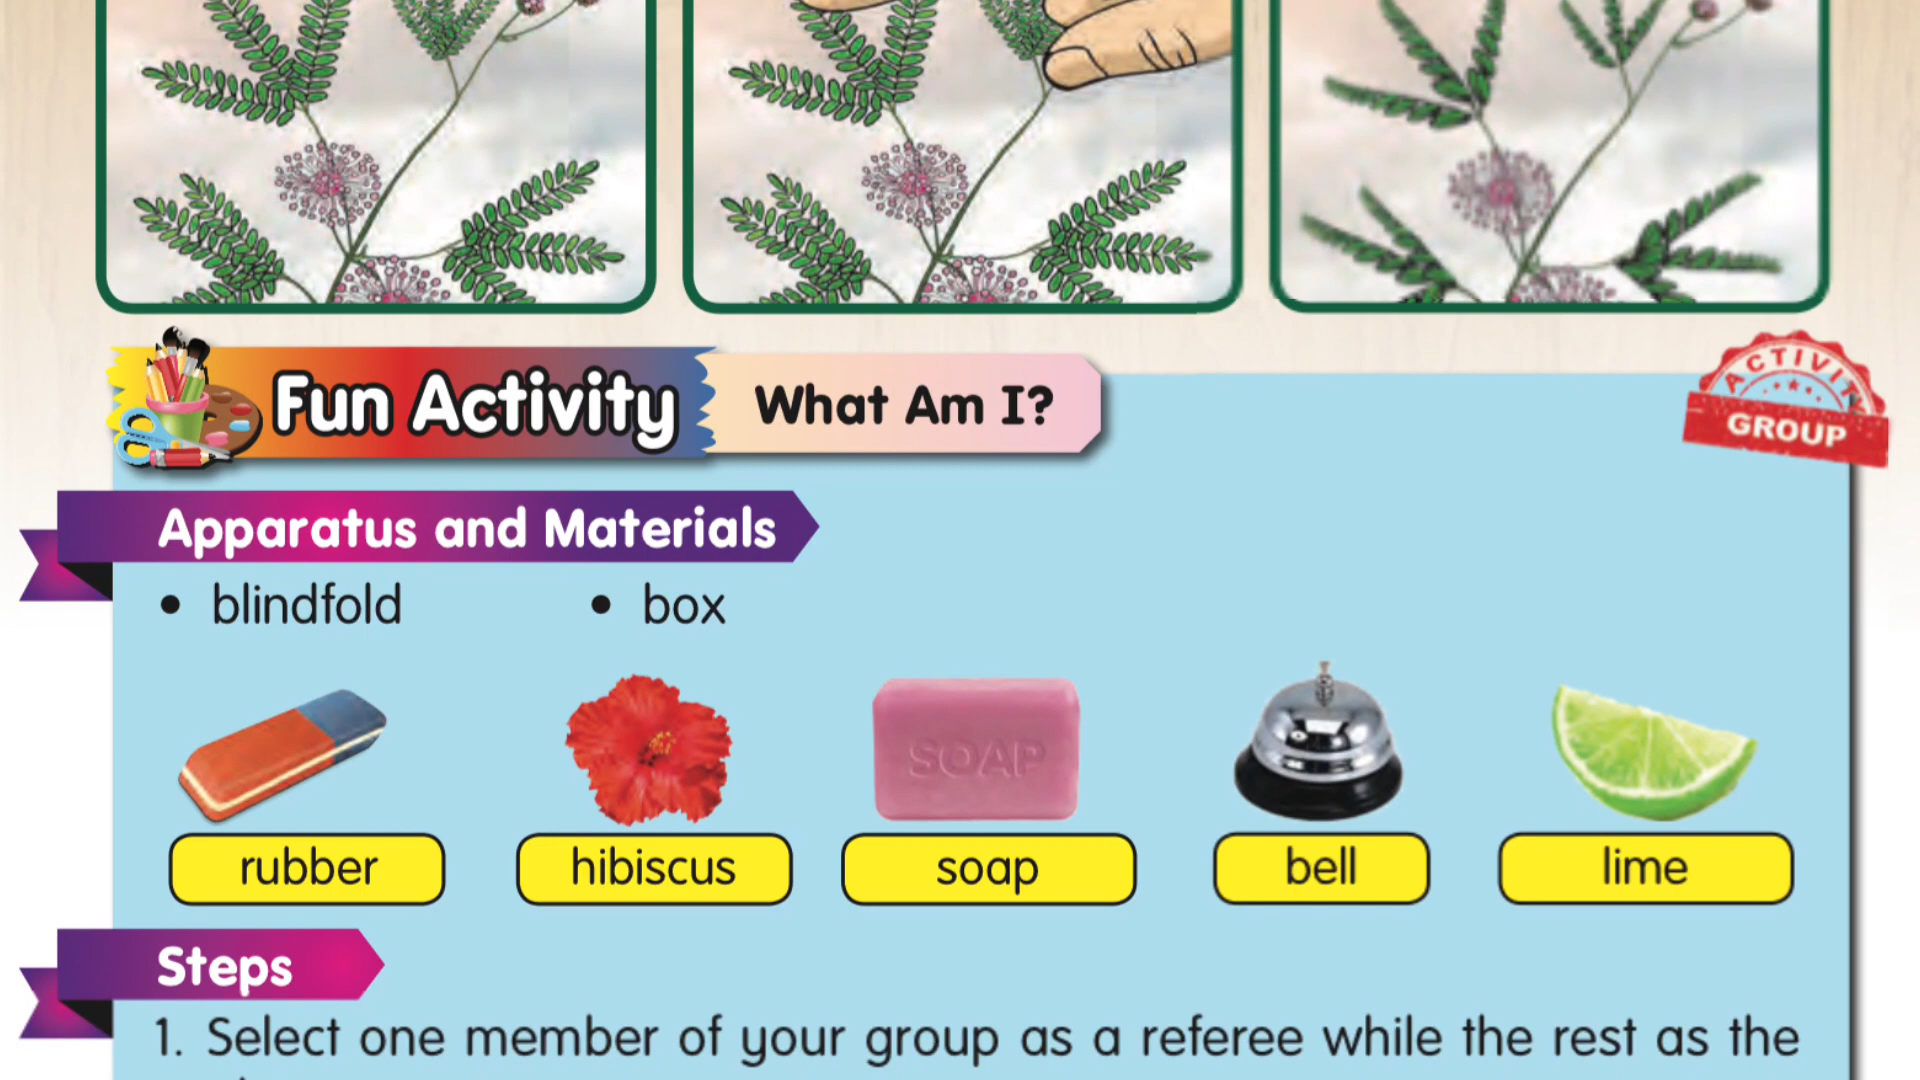 Fun Activity
What Am I?
ACTIVITY
GROUP
Apparatus and Materials
• blindfold
• box
SOAP
rubber
hibiscus
soap
bell
lime
Steps
1. Select one member of your group as a referee while the rest as the